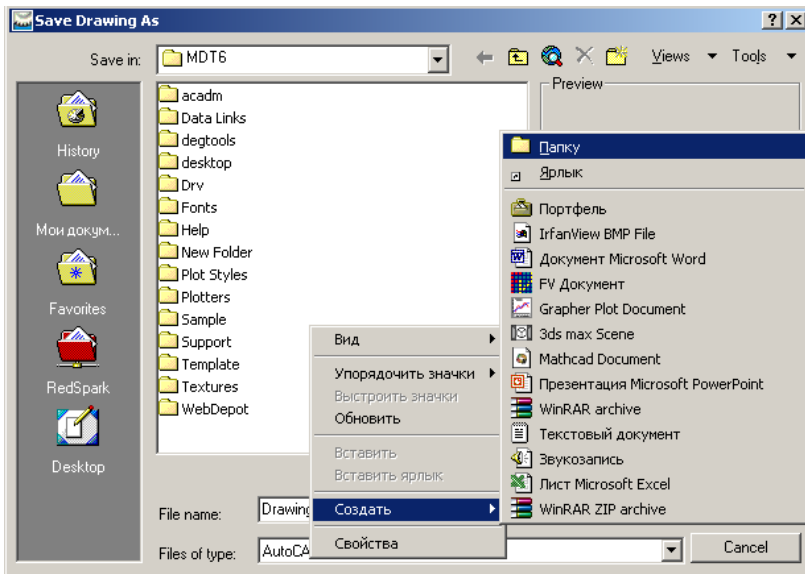 Save Drawing As
Save in:
MDT6
Views
Tools
History
Мои докум...
Favorites
RedSpark
Desktop
acadm
Data Links
degtools
desktop
Drv
Fonts
Help
New Folder
Plot Styles
Plotters
Sample
Support
Template
Textures
WebDepot
Preview
Вид
Упорядочить значки
Выстроить значки
Обновить
Вставить
Вставить ярлык
Создать
Свойства
Папку
Ярлык
Портфель
IrfanView BMP File
Документ Microsoft Word
FV Документ
Grapher Plot Document
3ds max Scene
Mathcad Document
Презентация Microsoft PowerPoint
WinRAR archive
Текстовый документ
Звукозапись
Лист Microsoft Excel
WinRAR ZIP archive
File name:
Drawing
Files of type:
AutoCA
Cancel